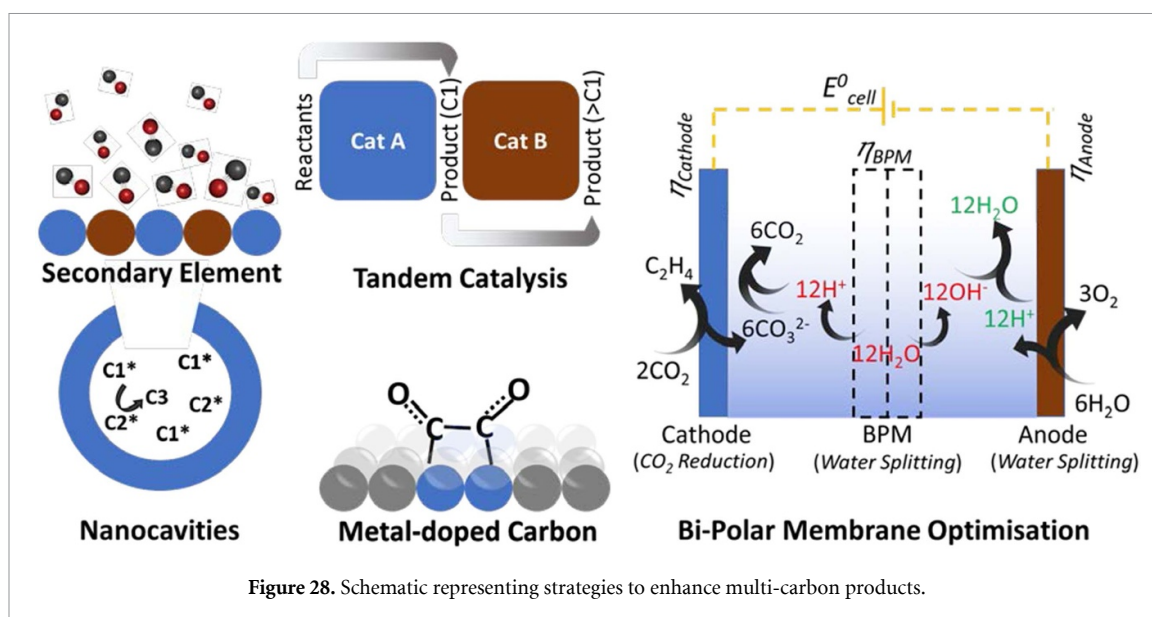 Secondary Element
C1*
C1*
C3
C2*
C2*
C1*
Nanocavities
Reactants
Cat A
Product (C1)
Cat B
Product (>C1)
Tandem Catalysis
O
O
C
C
Metal-doped Carbon
E⁰cell
ηCathode
ηBPM
ηAnode
12H₂O
6CO₂
C₂H₄
12H⁺
12OH⁻
3O₂
6CO₃²⁻
12H⁺
12H₂O
2CO₂
6H₂O
Cathode
BPM
Anode
(CO₂ Reduction)
(Water Splitting)
(Water Splitting)
Bi-Polar Membrane Optimisation
Figure 28. Schematic representing strategies to enhance multi-carbon products.